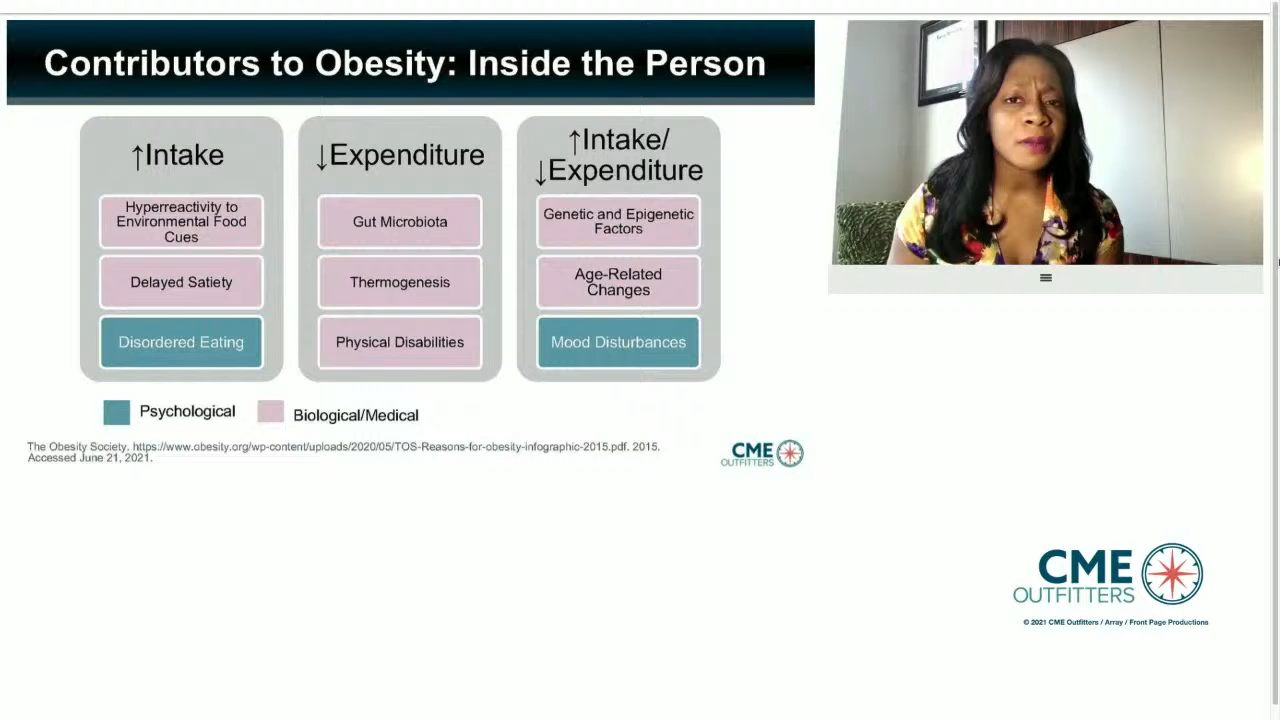 Contributors to Obesity: Inside the Person
↑Intake
Hyperreactivity to
Environmental Food
Cues
Delayed Satiety
Disordered Eating
↓Expenditure
Gut Microbiota
Thermogenesis
Physical Disabilities
↑Intake/
↓Expenditure
Genetic and Epigenetic
Factors
Age-Related
Changes
Mood Disturbances
Psychological
Biological/Medical
The Obesity Society. https://www.obesity.org/wp-content/uploads/2020/05/TOS-Reasons-for-obesity-infographic-2015.pdf. 2015.
Accessed June 21, 2021.
CME
OUTFITTERS
CME
OUTFITTERS
© 2021 CME Outfitters / Array / Front Page Productions